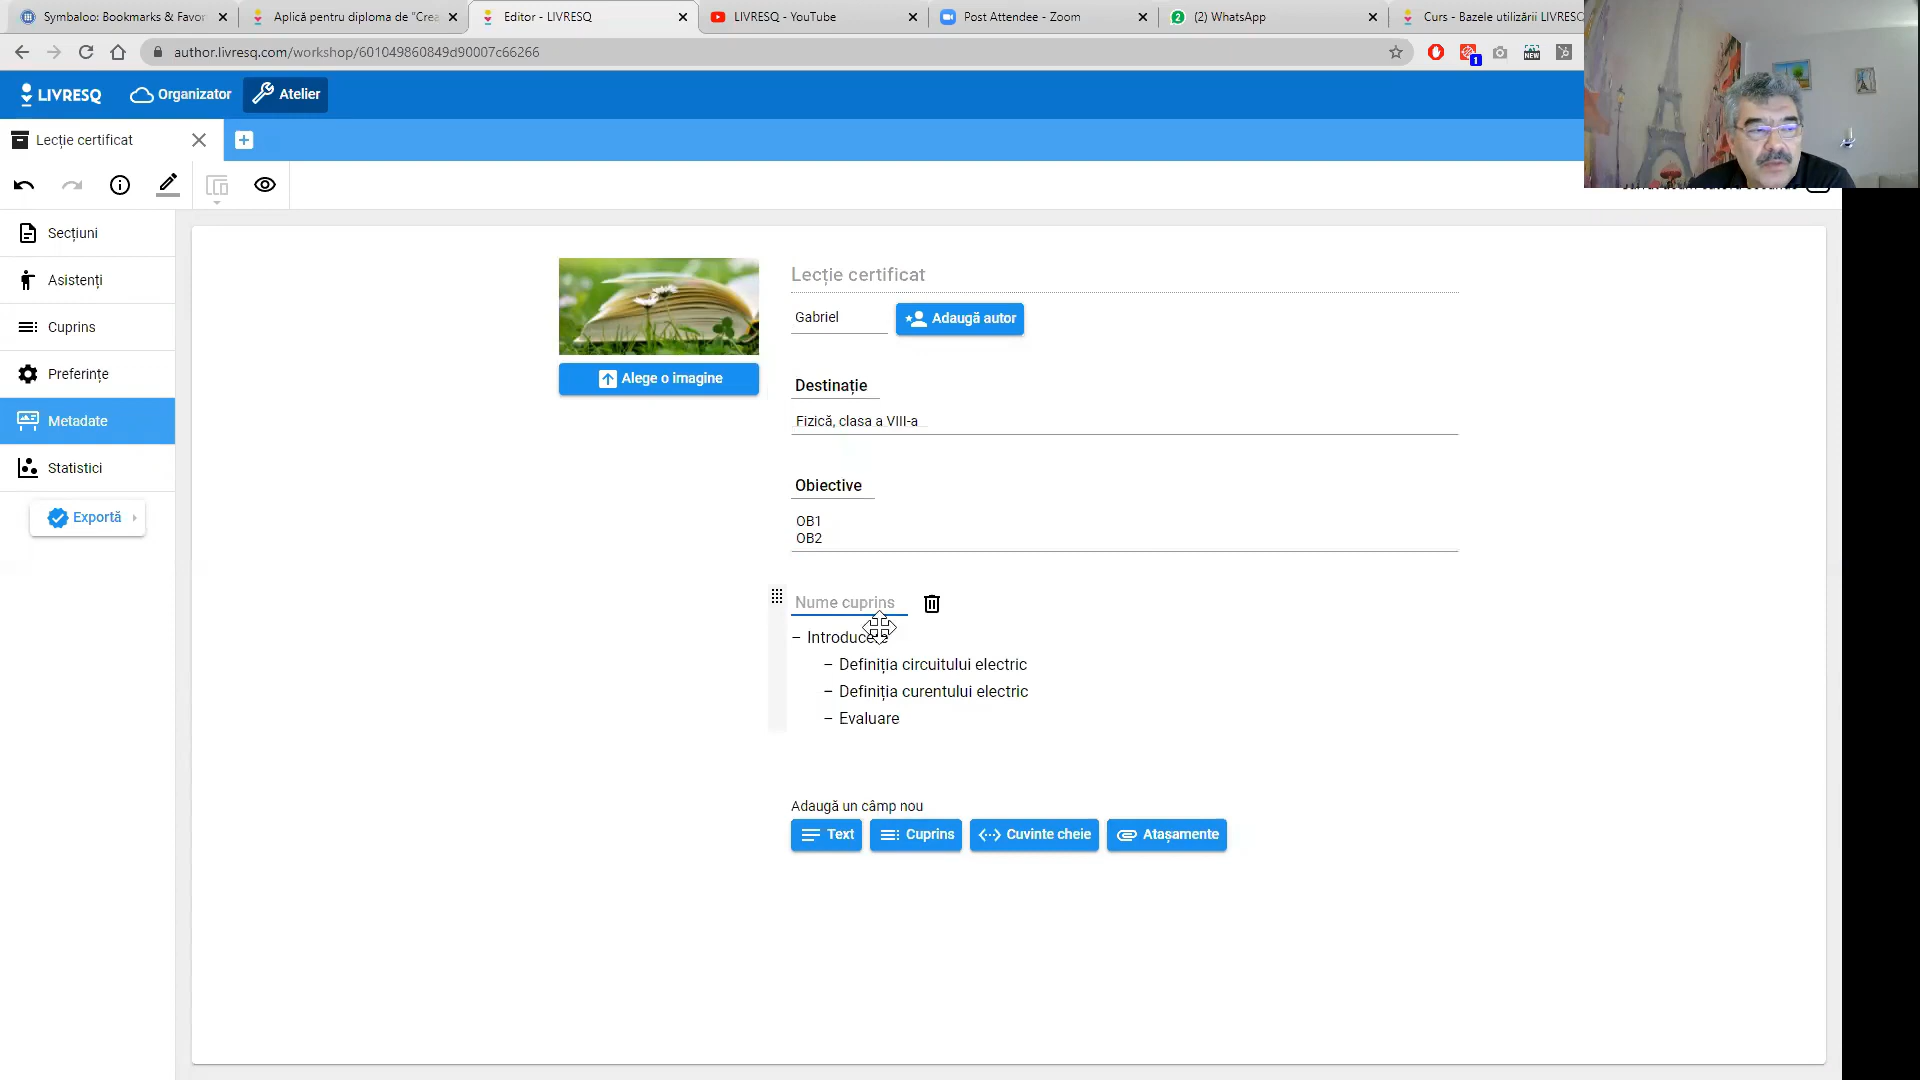 Symbaloo: Bookmarks & Favor
Aplică pentru diploma de "Crea
Editor - LIVRESQ
LIVRESQ - YouTube
Post Attendee - Zoom
(2) WhatsApp
Curs - Bazele utilizării LIVRESQ
author.livresq.com/workshop/601049860849d90007c66266
NEW
1
LIVRESQ
Organizator
Atelier
Lecție certificat
Secțiuni
Asistenți
Cuprins
Preferințe
Metadate
Statistici
Exportă
Alege o imagine
Lecție certificat
Gabriel
Adaugă autor
Destinație
Fizică, clasa a VIII-a
Obiective
OB1
OB2
Nume cuprins
– Introducere
– Definiția circuitului electric
– Definiția curentului electric
– Evaluare
Adaugă un câmp nou
Text
Cuprins
Cuvinte cheie
Atașamente